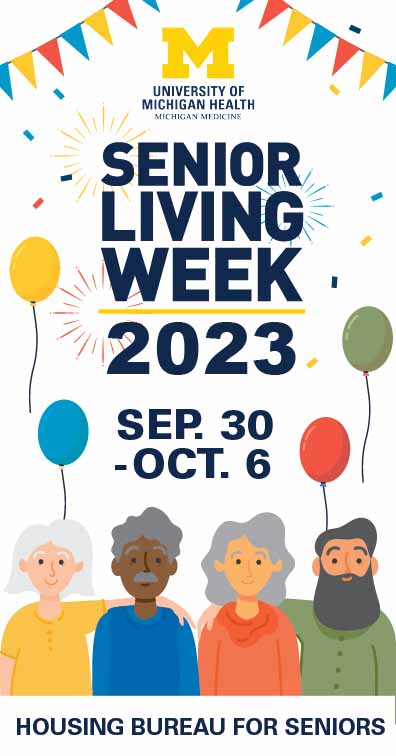 M
UNIVERSITY OF
MICHIGAN HEALTH
MICHIGAN MEDICINE
SENIOR
LIVING
WEEK
2023
SEP. 30
-OCT. 6
HOUSING BUREAU FOR SENIORS